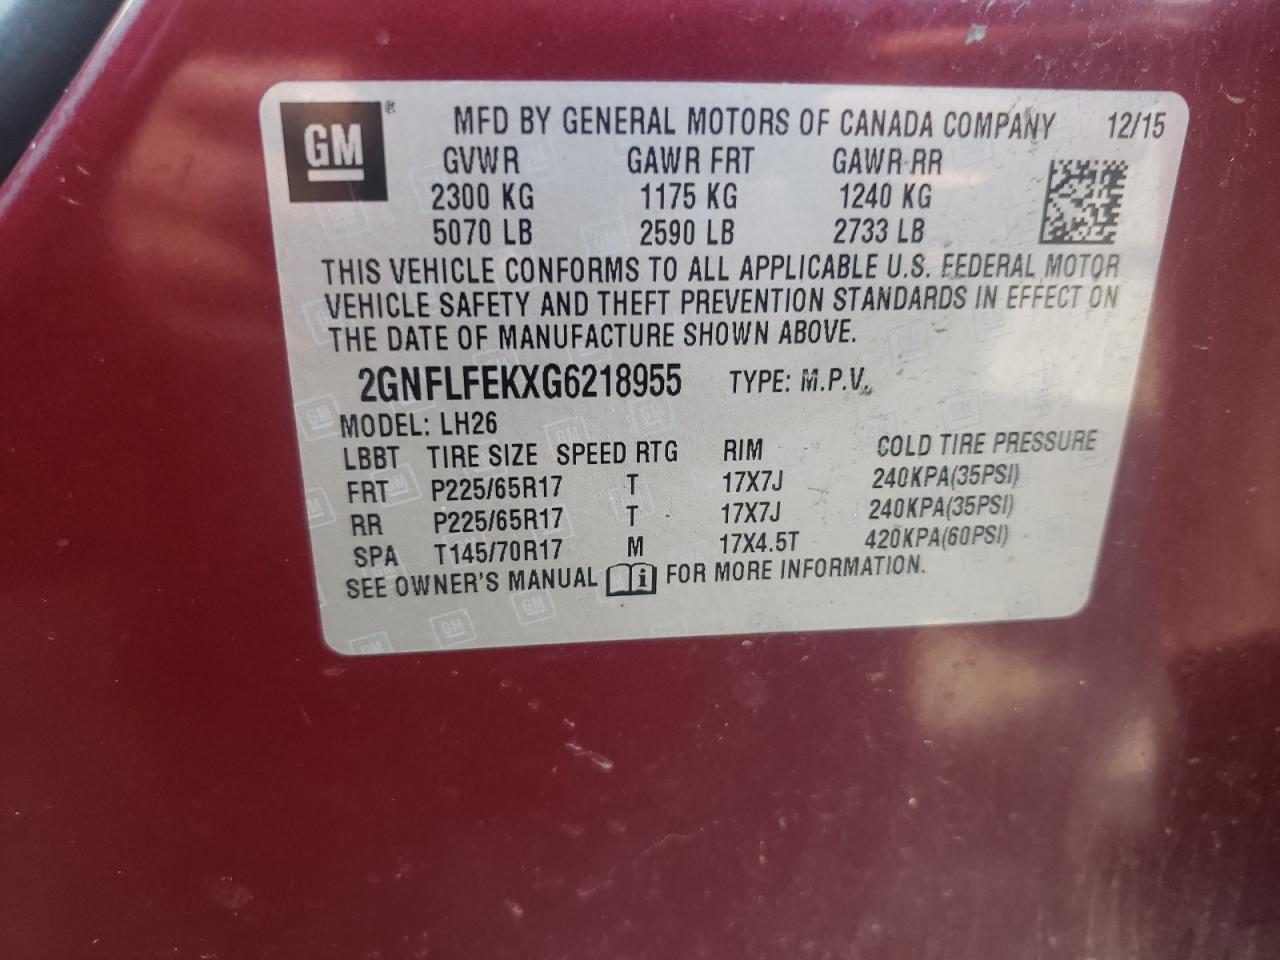 GM ® MFD BY GENERAL MOTORS OF CANADA COMPANY 12/15
GVWR GAWR FRT GAWR RR
2300 KG 1175 KG 1240 KG
5070 LB 2590 LB 2733 LB
THIS VEHICLE CONFORMS TO ALL APPLICABLE U.S. FEDERAL MOTOR
VEHICLE SAFETY AND THEFT PREVENTION STANDARDS IN EFFECT ON
THE DATE OF MANUFACTURE SHOWN ABOVE.
2GNFLFEKXG6218955 TYPE: M.P.V.
MODEL: LH26
LBBT TIRE SIZE SPEED RTG RIM COLD TIRE PRESSURE
FRT P225/65R17 T 17X7J 240KPA(35PSI)
RR P225/65R17 T 17X7J 240KPA(35PSI)
SPA T145/70R17 M 17X4.5T 420KPA(60PSI)
SEE OWNER'S MANUAL i FOR MORE INFORMATION.